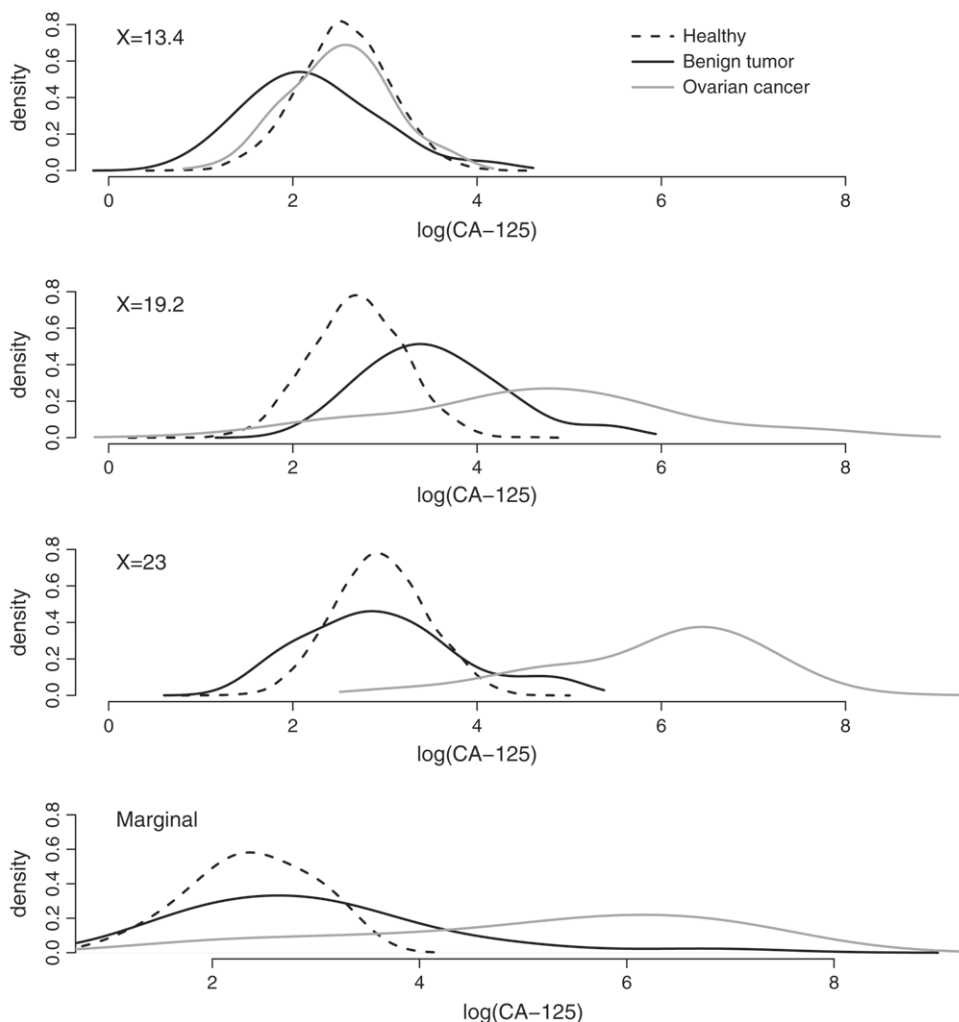 X=13.4
Healthy
Benign tumor
Ovarian cancer
density
0.0 0.2 0.4 0.6 0.8
0 2 4 6 8
log(CA−125)
X=19.2
density
0.0 0.2 0.4 0.6 0.8
0 2 4 6 8
log(CA−125)
X=23
density
0.0 0.2 0.4 0.6 0.8
0 2 4 6 8
log(CA−125)
Marginal
density
0.0 0.2 0.4 0.6 0.8
2 4 6 8
log(CA−125)